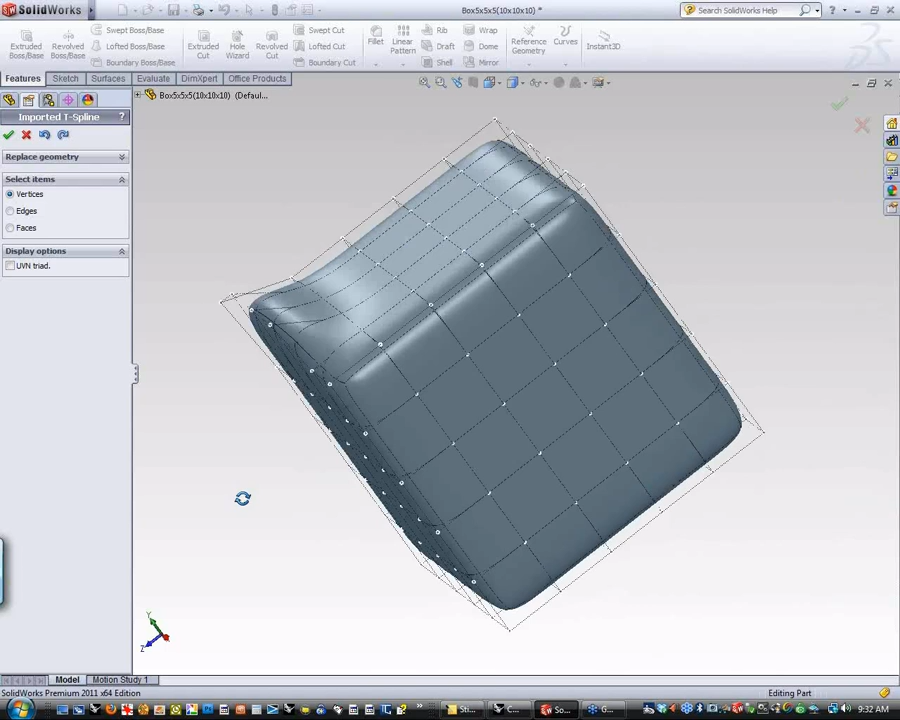 SolidWorks
Box5x5x5(10x10x10) *
Search SolidWorks Help
Extruded Boss/Base
Revolved Boss/Base
Swept Boss/Base
Lofted Boss/Base
Boundary Boss/Base
Extruded Cut
Hole Wizard
Revolved Cut
Swept Cut
Lofted Cut
Boundary Cut
Fillet
Linear Pattern
Rib
Draft
Shell
Wrap
Dome
Mirror
Reference Geometry
Curves
Instant3D
Features
Sketch
Surfaces
Evaluate
DimXpert
Office Products
Imported T-Spline
?
Replace geometry
Select items
Vertices
Edges
Faces
Display options
UVN triad.
Box5x5x5(10x10x10) (Defaul...
Y
Z
Model
Motion Study 1
SolidWorks Premium 2011 x64 Edition
Editing Part
Sti...
C...
So...
G...
9:32 AM